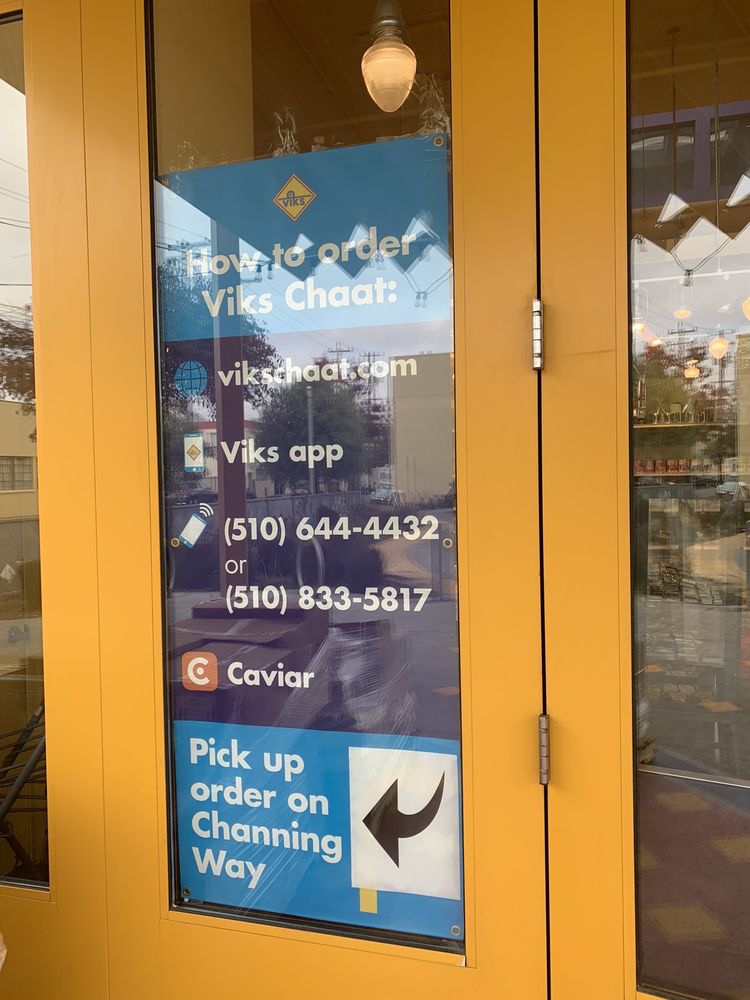 viks
How to order
Viks Chaat:
vikschaat.com
Viks app
(510) 644-4432
or
(510) 833-5817
Caviar
Pick up
order on
Channing
Way